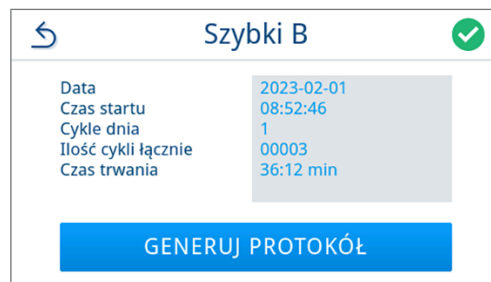 Szybki B
Data 2023-02-01
Czas startu 08:52:46
Cykle dnia 1
Ilość cykli łącznie 00003
Czas trwania 36:12 min
GENERUJ PROTOKÓŁ